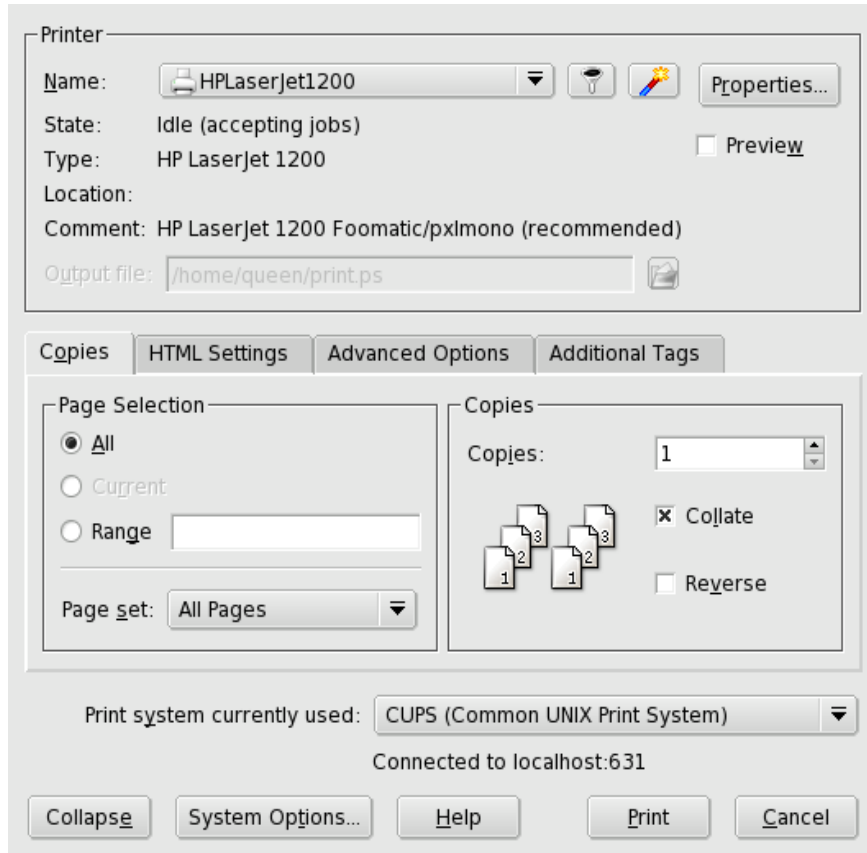 Printer
Name: HPLaserJet1200 Properties...
State: Idle (accepting jobs)
Preview
Type: HP LaserJet 1200
Location:
Comment: HP LaserJet 1200 Foomatic/pxlmono (recommended)
Output file: /home/queen/print.ps
Copies HTML Settings Advanced Options Additional Tags
Page Selection
All
Current
Range
Page set: All Pages
Copies
Copies: 1
1 2 3 1 2 3
Collate
Reverse
Print system currently used: CUPS (Common UNIX Print System)
Connected to localhost:631
Collapse System Options... Help Print Cancel